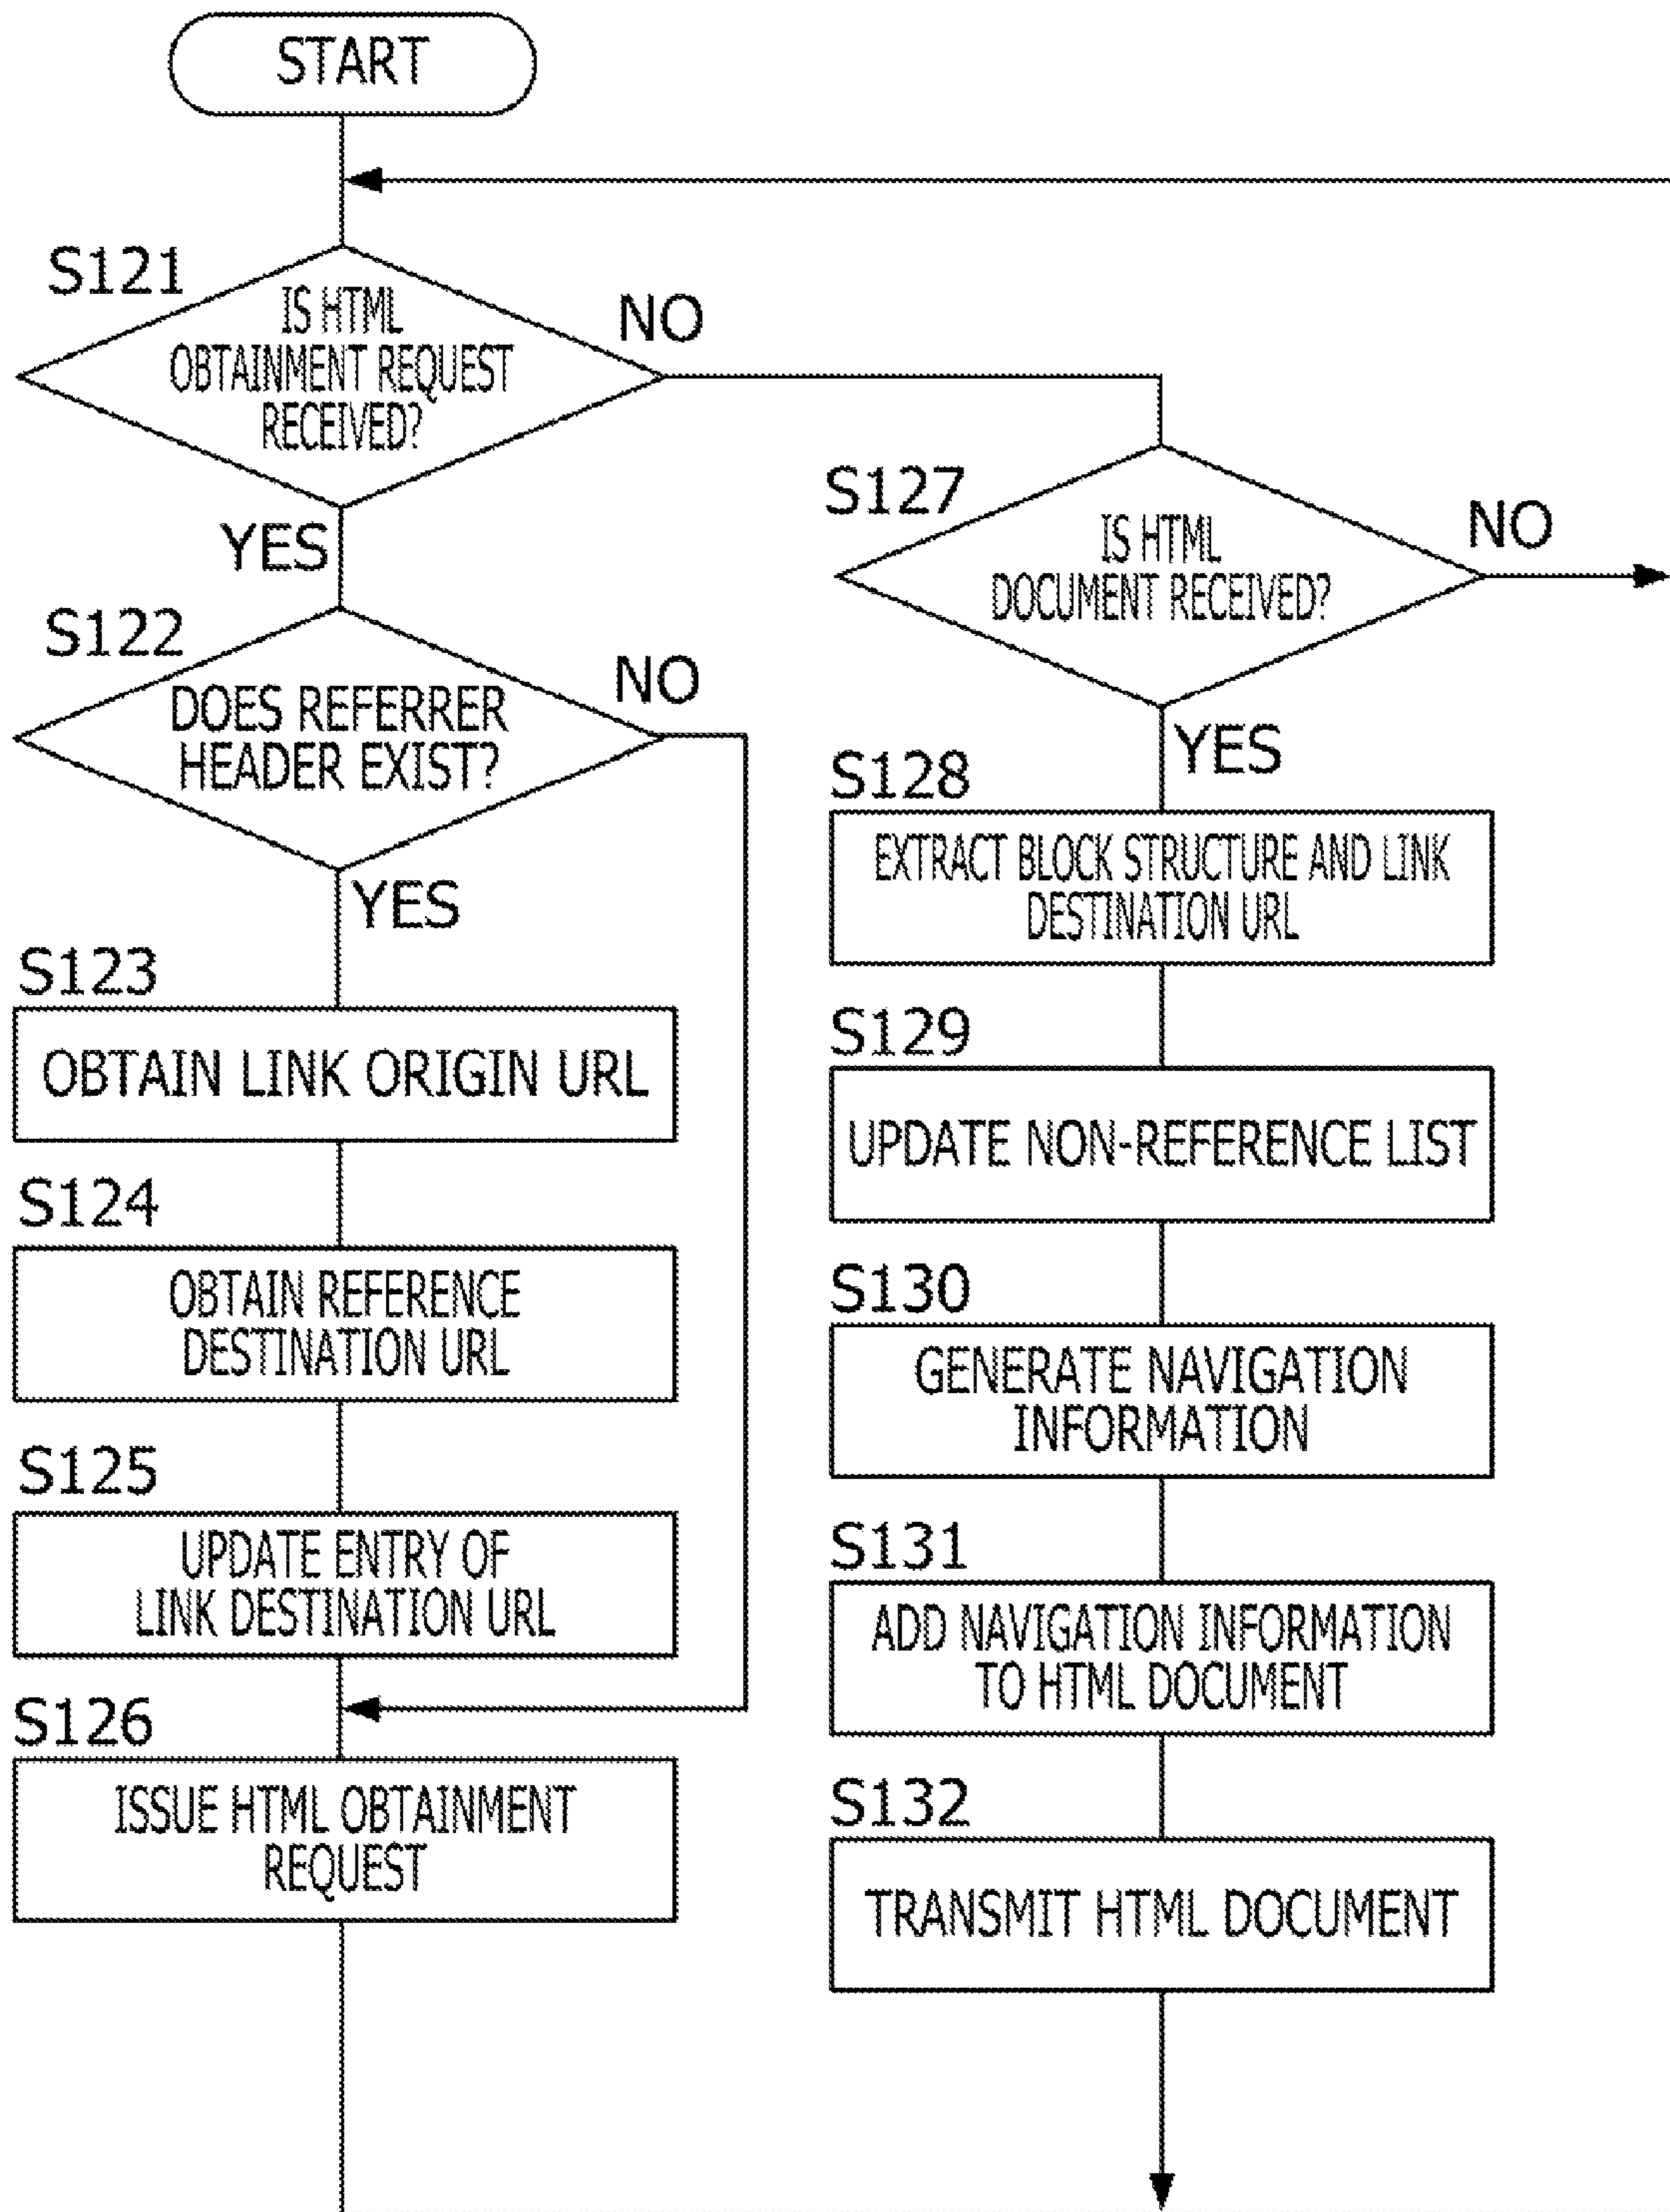 START
S121
IS HTML
OBTAINMENT REQUEST
RECEIVED?
NO
YES
S122
DOES REFERRER
HEADER EXIST?
NO
YES
S123
OBTAIN LINK ORIGIN URL
S124
OBTAIN REFERENCE
DESTINATION URL
S125
UPDATE ENTRY OF
LINK DESTINATION URL
S126
ISSUE HTML OBTAINMENT
REQUEST
S127
IS HTML
DOCUMENT RECEIVED?
NO
YES
S128
EXTRACT BLOCK STRUCTURE AND LINK
DESTINATION URL
S129
UPDATE NON-REFERENCE LIST
S130
GENERATE NAVIGATION
INFORMATION
S131
ADD NAVIGATION INFORMATION
TO HTML DOCUMENT
S132
TRANSMIT HTML DOCUMENT